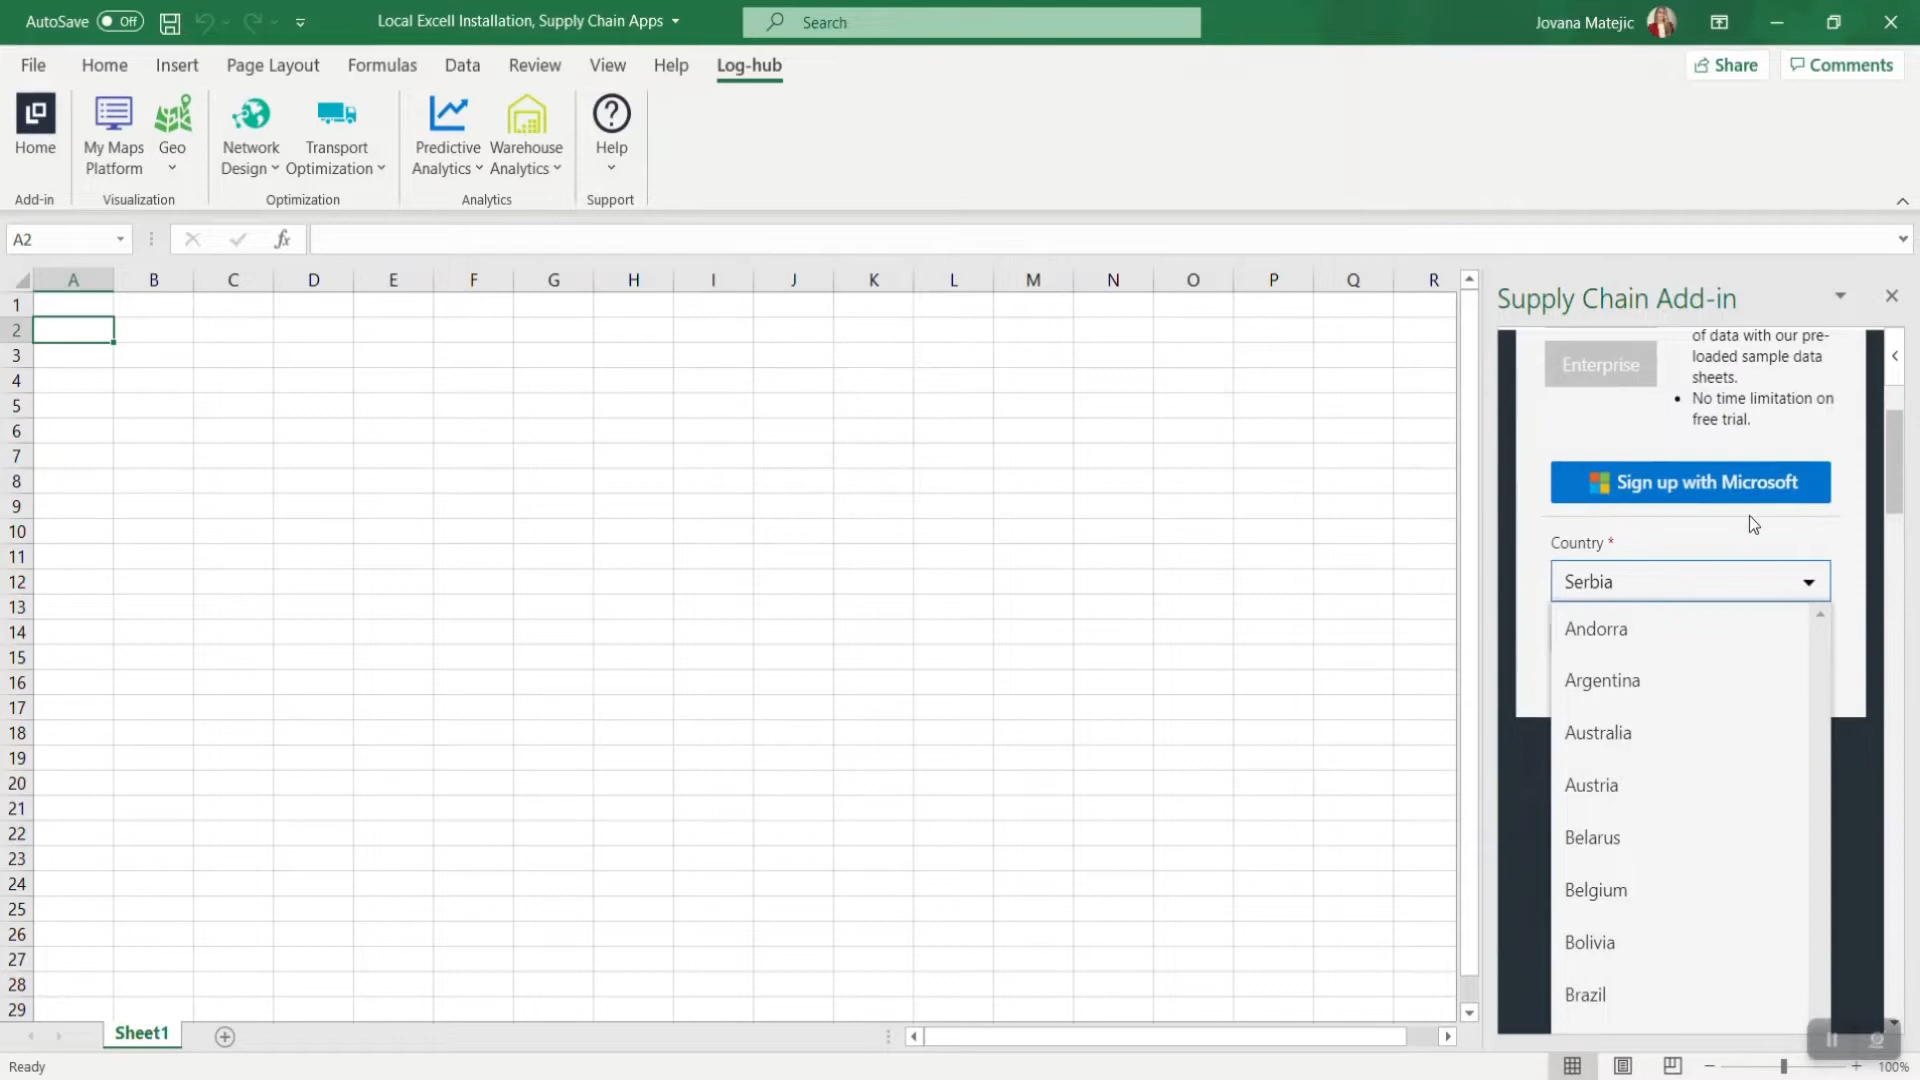 AutoSave Off
Local Excell Installation, Supply Chain Apps
Search
Jovana Matejic
File Home Insert Page Layout Formulas Data Review View Help Log-hub
Share Comments
Home
My Maps Platform
Geo
Network Design
Transport Optimization
Predictive Analytics
Warehouse Analytics
Help
Add-in Visualization Optimization Analytics Support
A2
fx
A B C D E F G H I J K L M N O P Q R
1
2
3
4
5
6
7
8
9
10
11
12
13
14
15
16
17
18
19
20
21
22
23
24
25
26
27
28
29
Supply Chain Add-in
Enterprise
of data with our pre-
loaded sample data
sheets.
No time limitation on
free trial.
Sign up with Microsoft
Country *
Serbia
Andorra
Argentina
Australia
Austria
Belarus
Belgium
Bolivia
Brazil
Sheet1
Ready
100%